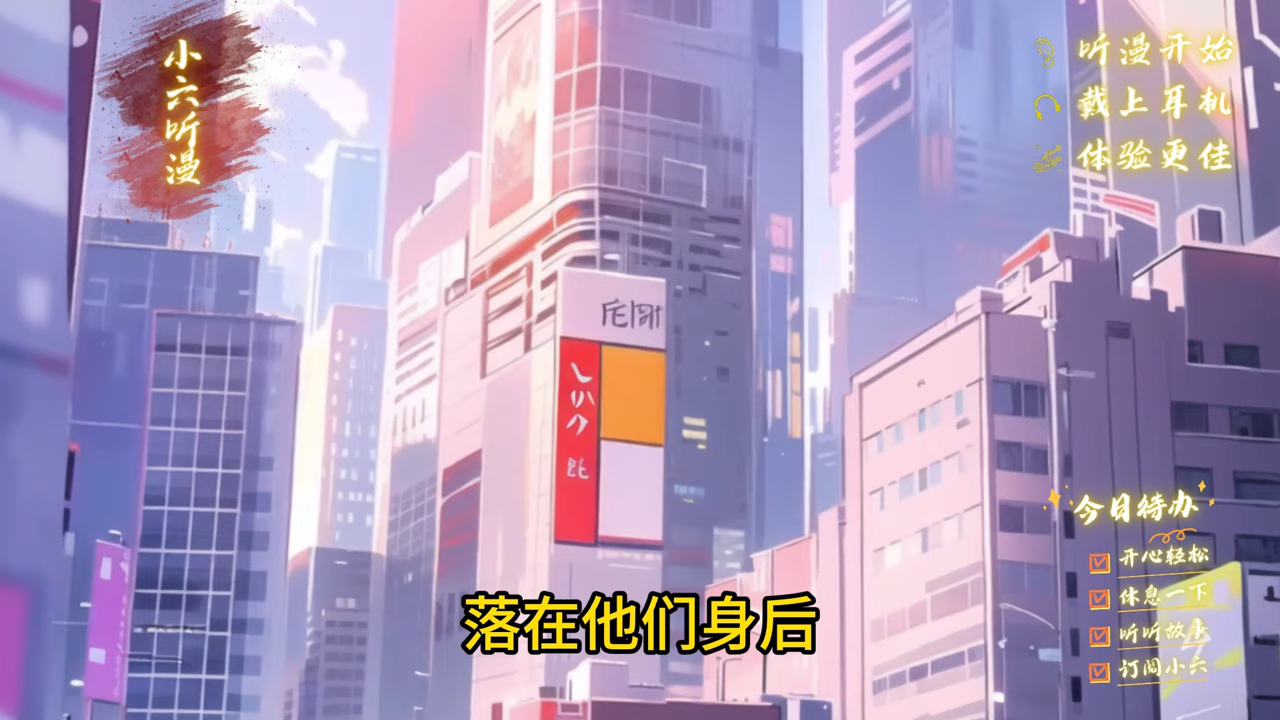 小六听漫
听漫开始
戴上耳机
体验更佳
今日待办
开心轻松
休息一下
听听故事
订阅小六
落在他们身后